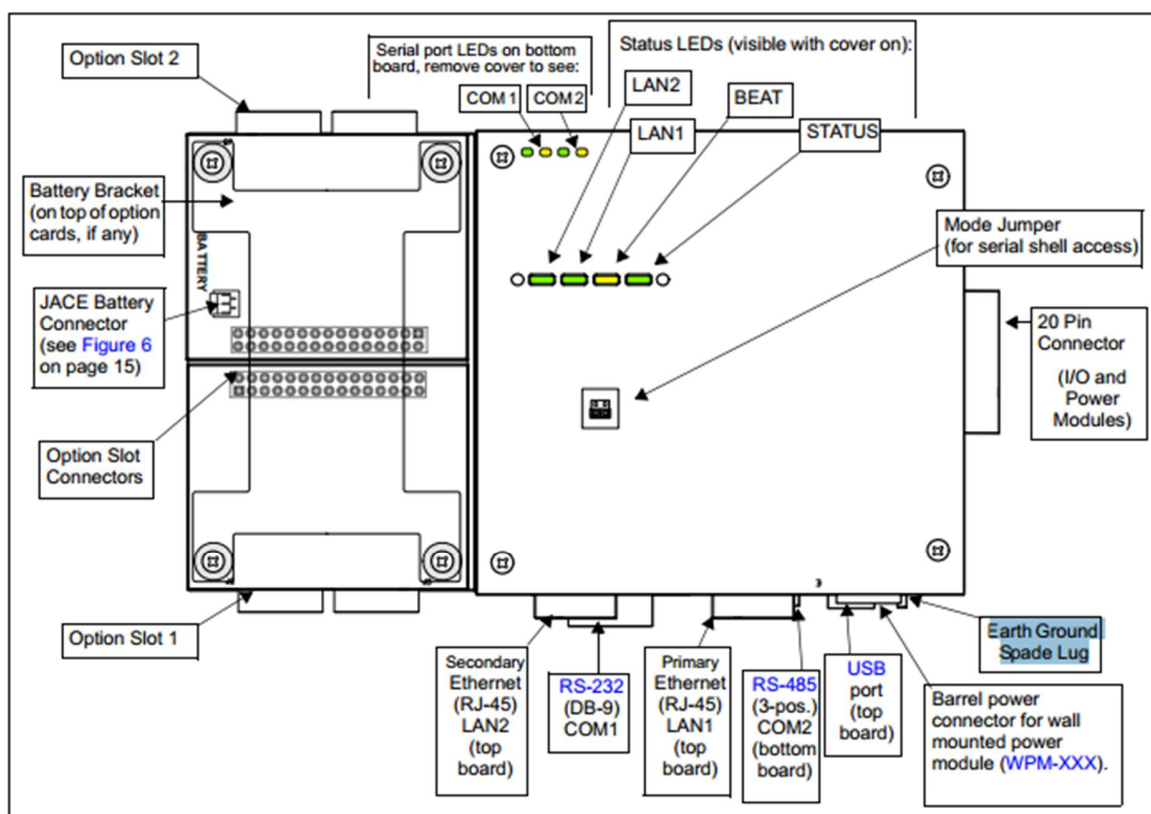 Option Slot 2
Serial port LEDs on bottom
board, remove cover to see:
COM 1
COM 2
Status LEDs (visible with cover on):
LAN2
LAN1
BEAT
STATUS
Battery Bracket
(on top of option
cards, if any)
BATTERY
JACE Battery
Connector
(see Figure 6
on page 15)
Option Slot
Connectors
Option Slot 1
Mode Jumper
(for serial shell access)
20 Pin
Connector
(I/O and
Power
Modules)
Secondary
Ethernet
(RJ-45)
LAN2
(top
board)
RS-232
(DB-9)
COM1
Primary
Ethernet
(RJ-45)
LAN1
(top
board)
RS-485
(3-pos.)
COM2
(bottom
board)
USB
port
(top
board)
Earth Ground
Spade Lug
Barrel power
connector for wall
mounted power
module (WPM-XXX).